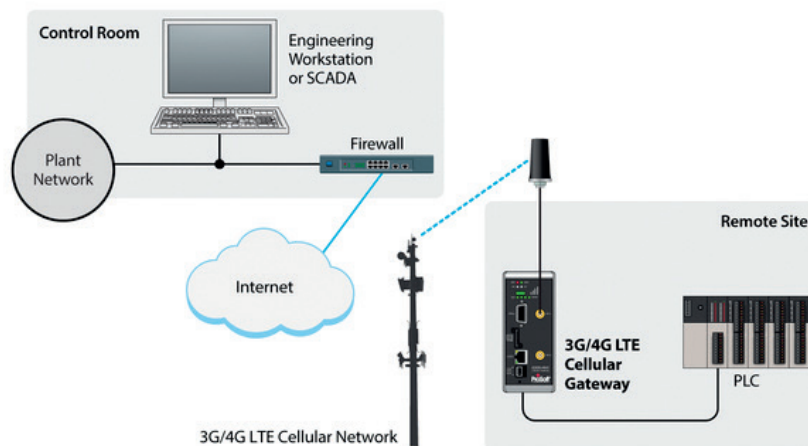 Control Room
Engineering
Workstation
or SCADA
Firewall
Plant
Network
Internet
Remote Site
3G/4G LTE
Cellular
Gateway
PLC
ProSoft
3G/4G LTE Cellular Network